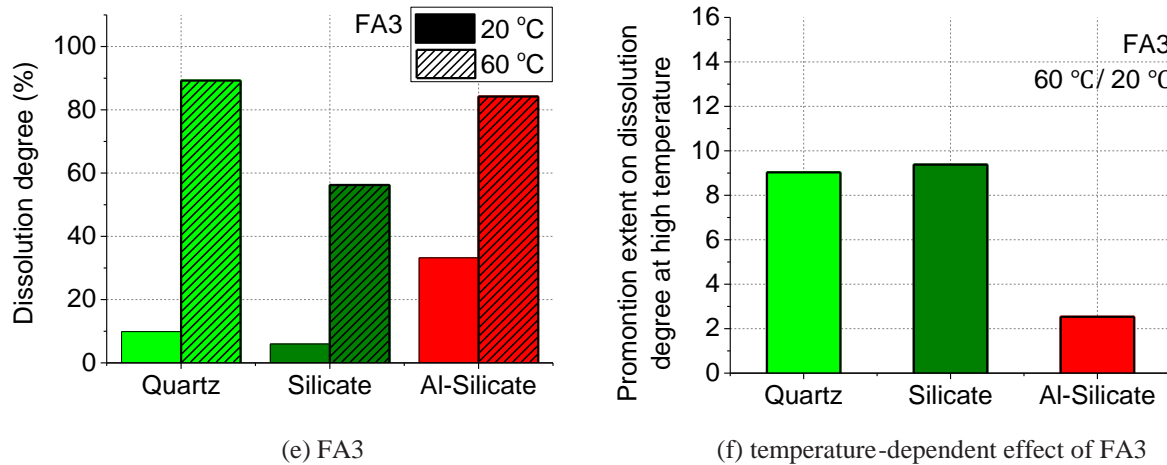 Dissolution degree (%)
100
80
60
40
20
0
FA3
20 °C
60 °C
Quartz Silicate Al-Silicate
(e) FA3
Promontion extent on dissolution
degree at high temperature
16
14
12
10
8
6
4
2
0
FA3
60 ℃/ 20 ℃
Quartz Silicate Al-Silicate
(f) temperature-dependent effect of FA3